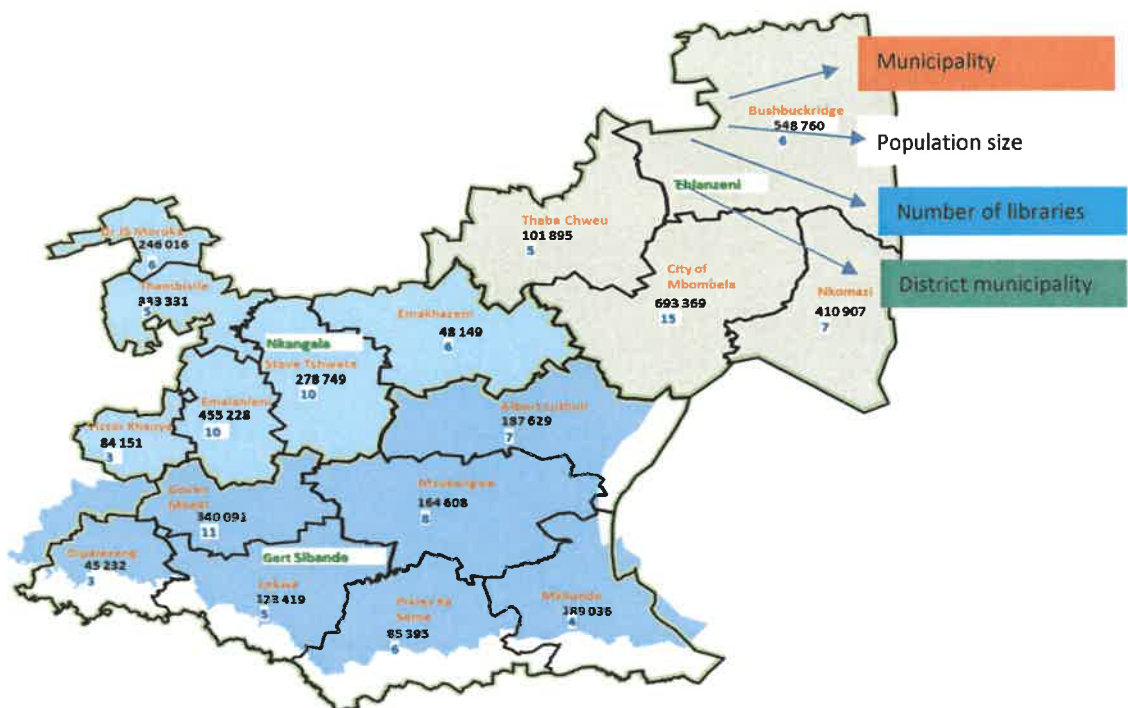 Municipality
Bushbuckridge
548 760
6
Population size
Number of libraries
Ehlanzeni
District municipality
Thaba Chweu
101 895
5
City of
Mbombela
693 369
15
Nkomazi
410 907
7
Dr JS Moroka
246 016
6
Thembisile
333 331
5
Emakhazeni
48 149
6
Nkangala
Steve Tshwete
278 749
10
Emalahleni
455 228
10
Victor Khanye
84 151
3
Albert Luthuli
187 629
7
Govan
Mbeki
340 091
11
Msukaligwa
164 608
8
Dipaleseng
45 232
3
Gert Sibande
Lekwa
123 419
5
Pixley Ka
Seme
85 395
6
Mkhondo
189 036
4